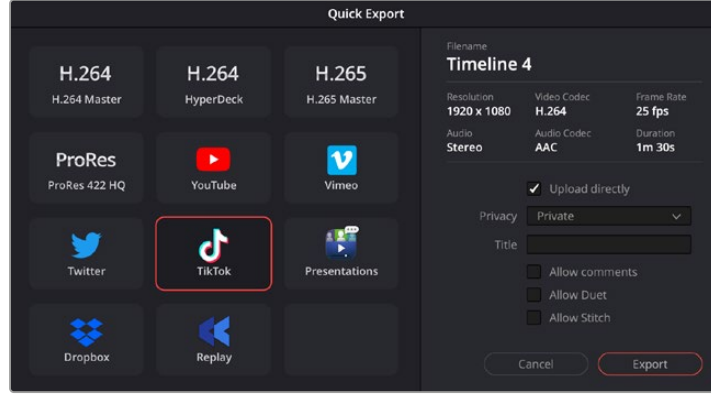 Quick Export
H.264
H.264 Master
H.264
HyperDeck
H.265
H.265 Master
ProRes
ProRes 422 HQ
YouTube
Vimeo
Twitter
TikTok
Presentations
Dropbox
Replay
Filename
Timeline 4
Resolution
Video Codec
Frame Rate
1920 x 1080
H.264
25 fps
Audio
Audio Codec
Duration
Stereo
AAC
1m 30s
Upload directly
Privacy
Private
Title
Allow comments
Allow Duet
Allow Stitch
Cancel
Export